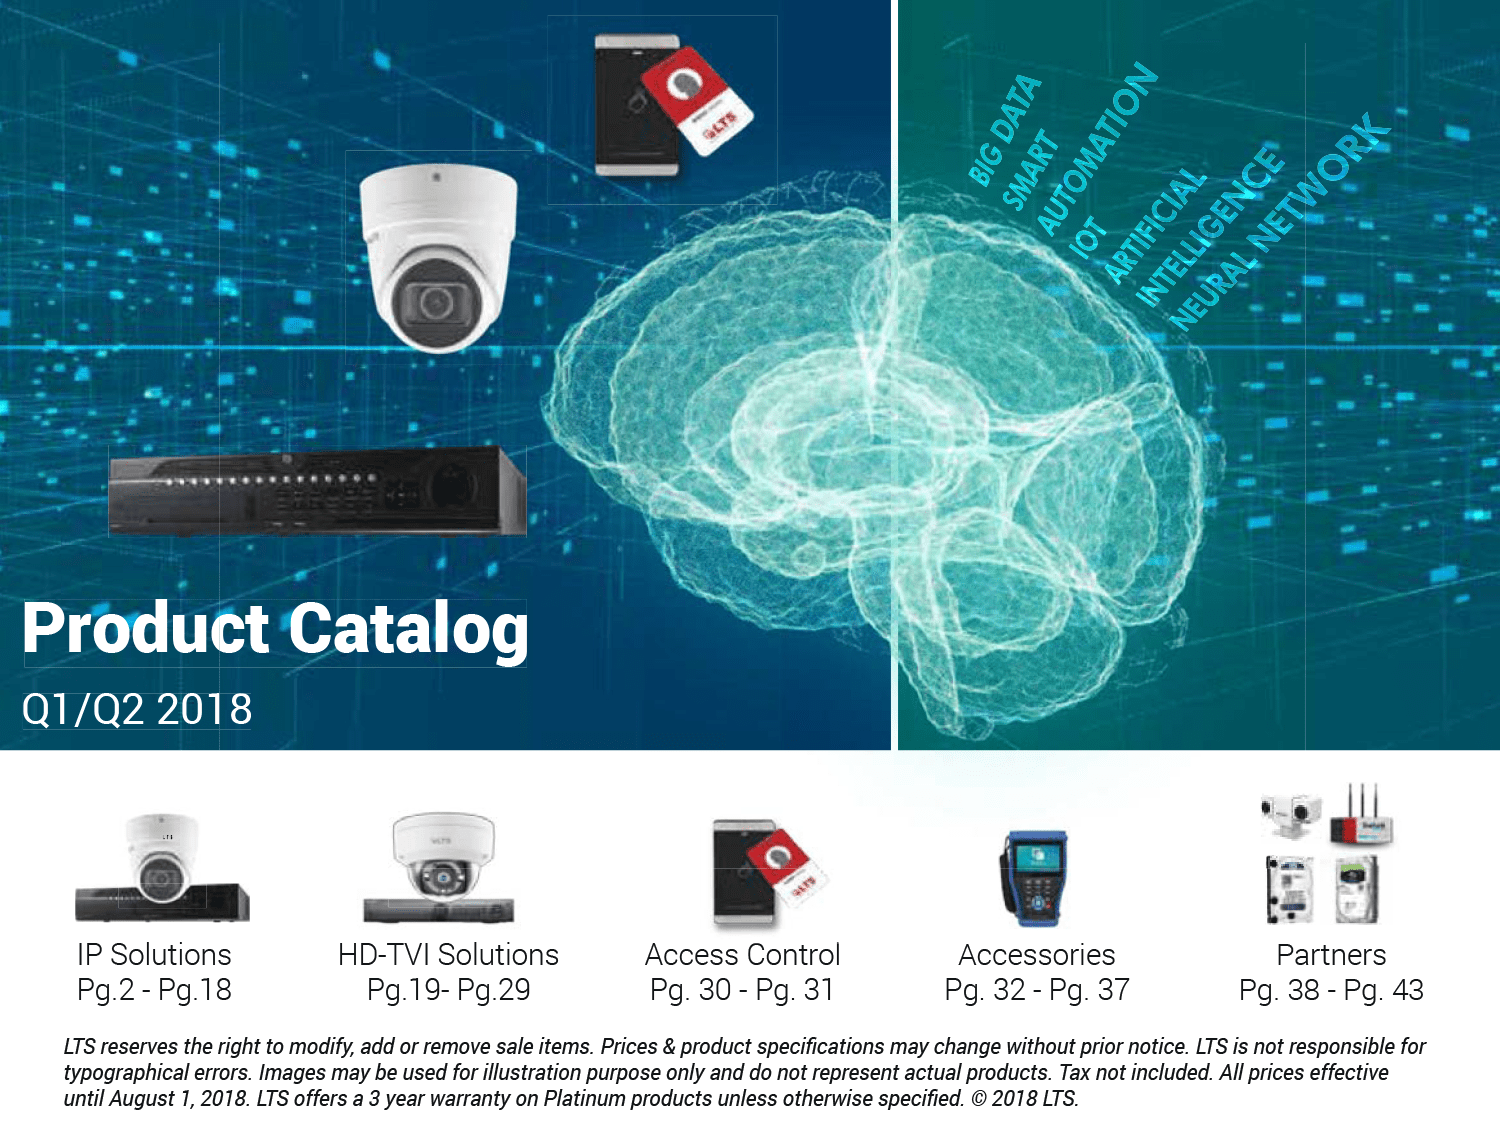 LTS
BIG DATA
SMART
AUTOMATION
IOT
ARTIFICIAL
INTELLIGENCE
NEURAL NETWORK
Product Catalog
Q1/Q2 2018
LTS
LTS
LTS
IP Solutions
Pg.2 - Pg.18
HD-TVI Solutions
Pg.19- Pg.29
Access Control
Pg. 30 - Pg. 31
Accessories
Pg. 32 - Pg. 37
Partners
Pg. 38 - Pg. 43
LTS reserves the right to modify, add or remove sale items. Prices & product specifications may change without prior notice. LTS is not responsible for
typographical errors. Images may be used for illustration purpose only and do not represent actual products. Tax not included. All prices effective
until August 1, 2018. LTS offers a 3 year warranty on Platinum products unless otherwise specified. © 2018 LTS.